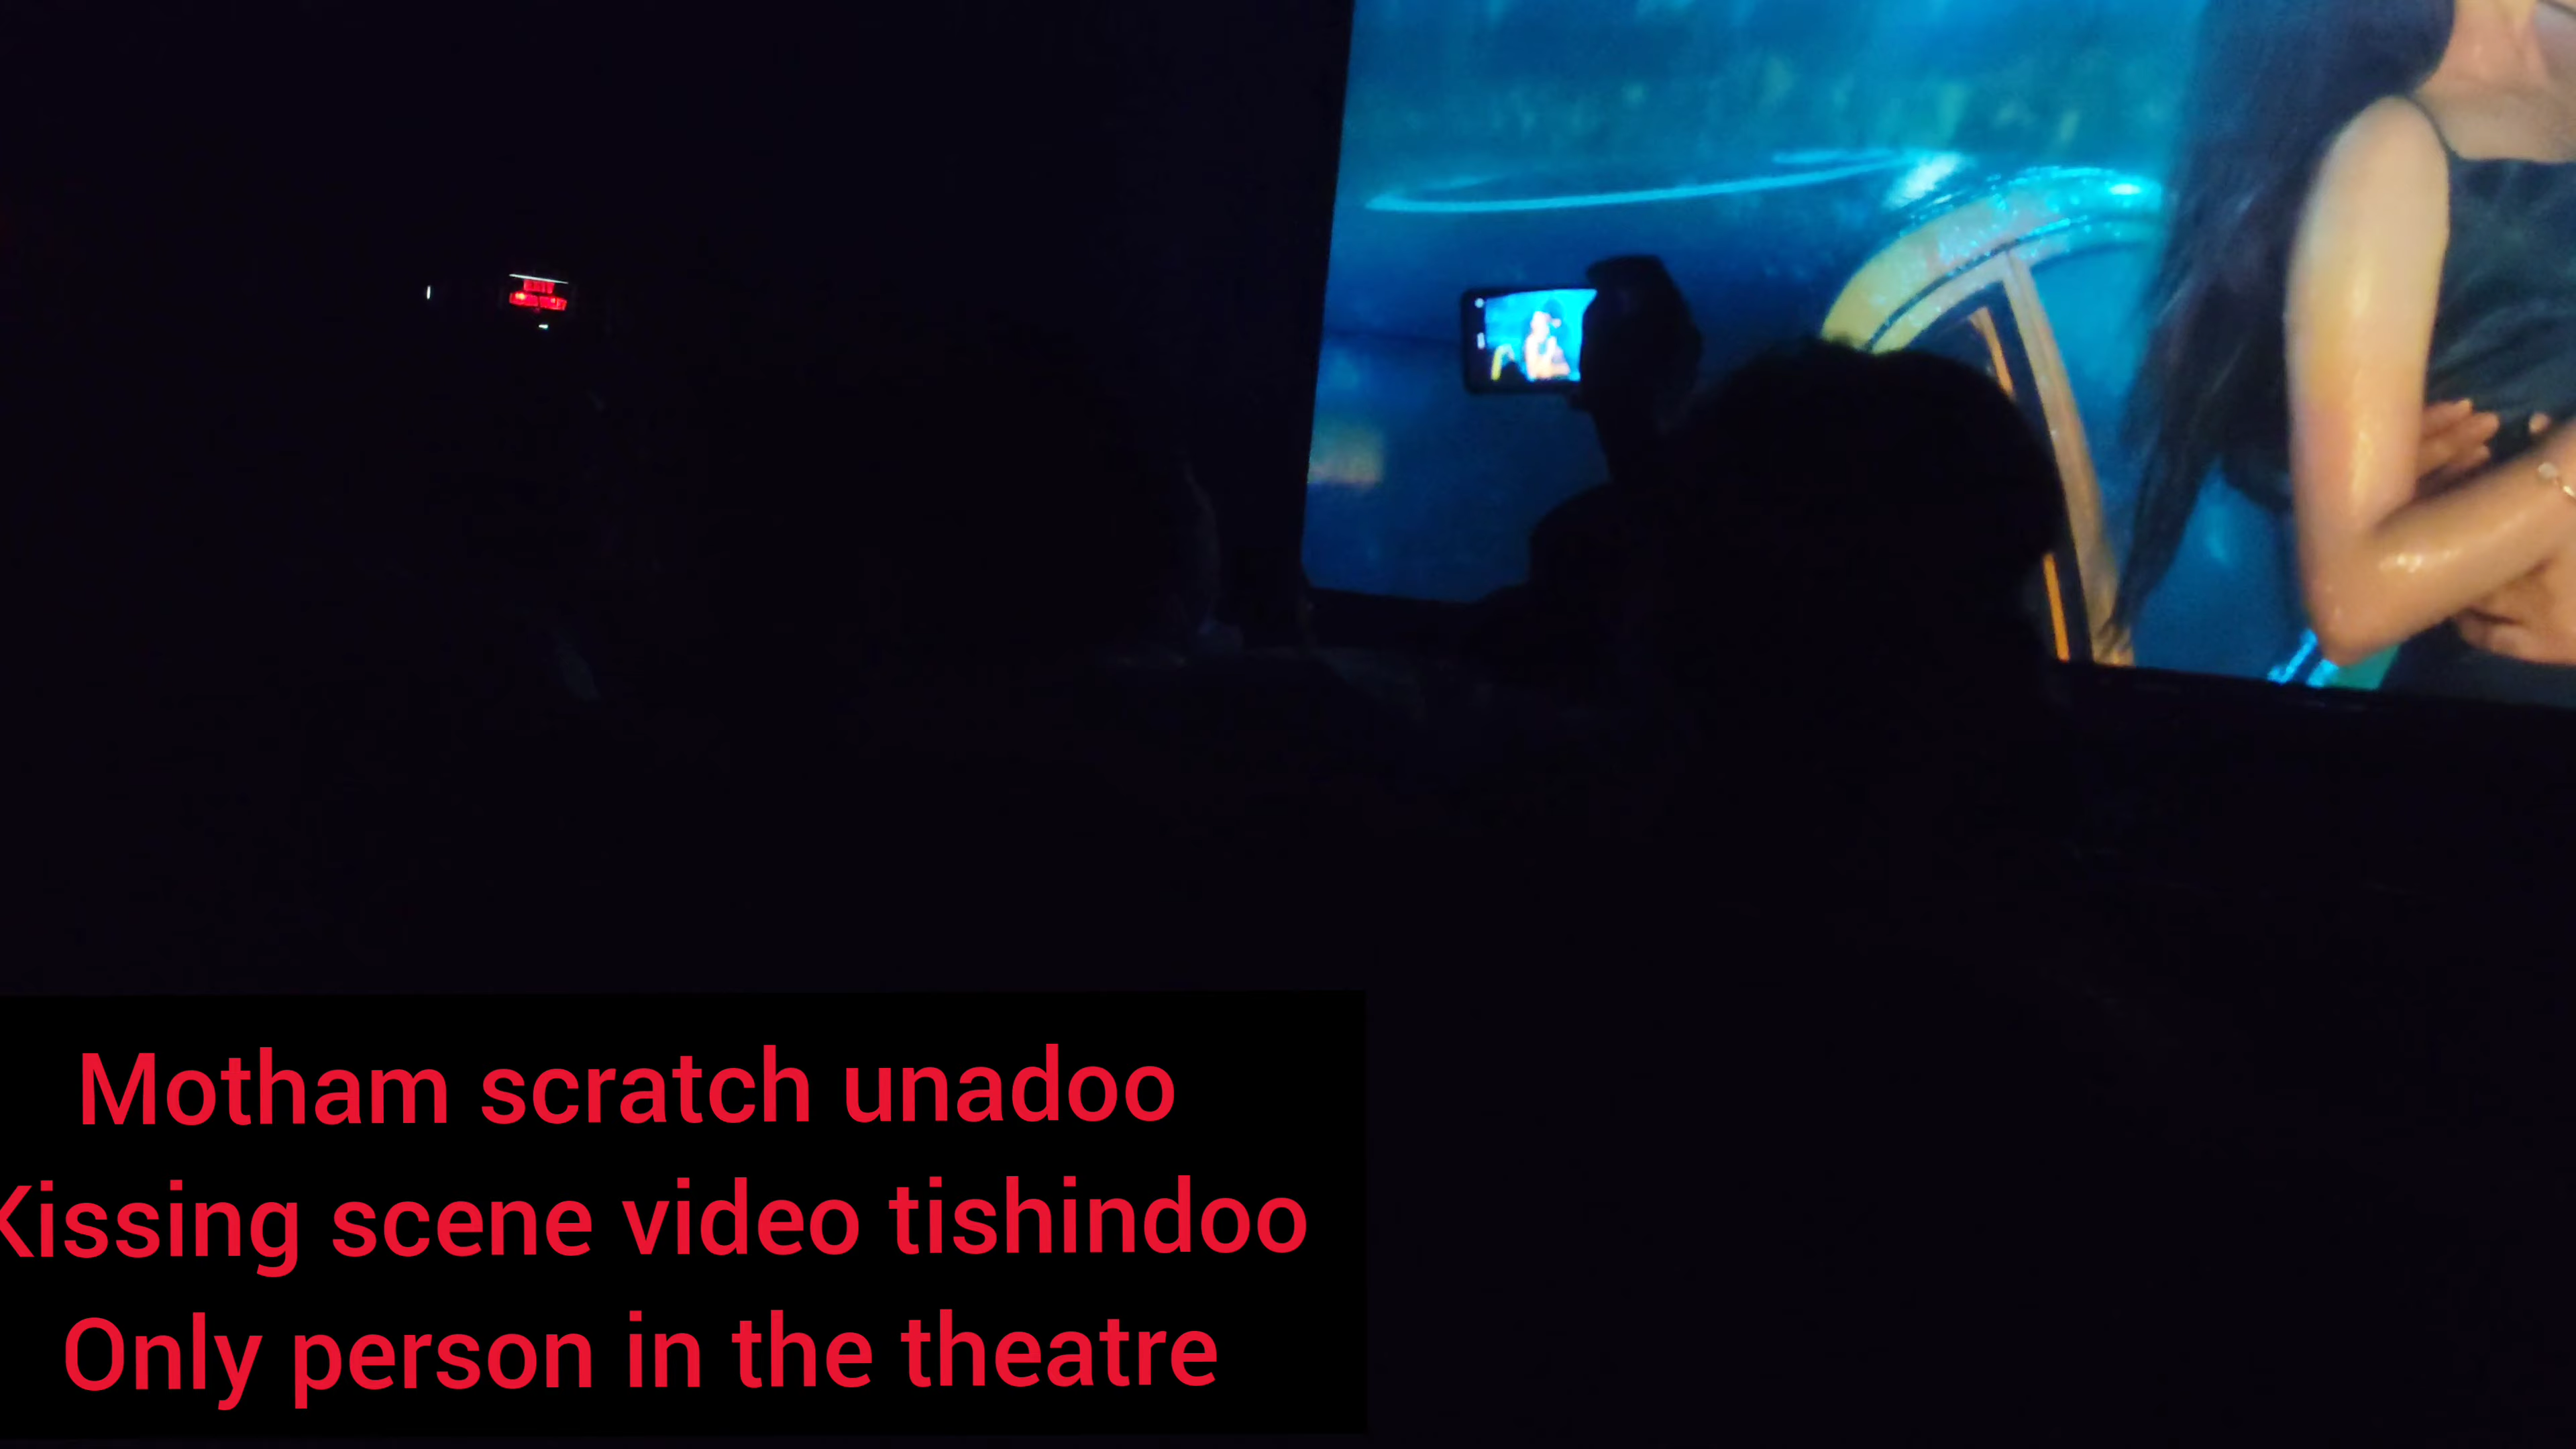 Motham scratch unadoo
Kissing scene video tishindoo
Only person in the theatre